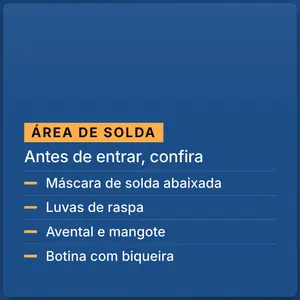 ÁREA DE SOLDA
Antes de entrar, confira
Máscara de solda abaixada
Luvas de raspa
Avental e mangote
Botina com biqueira